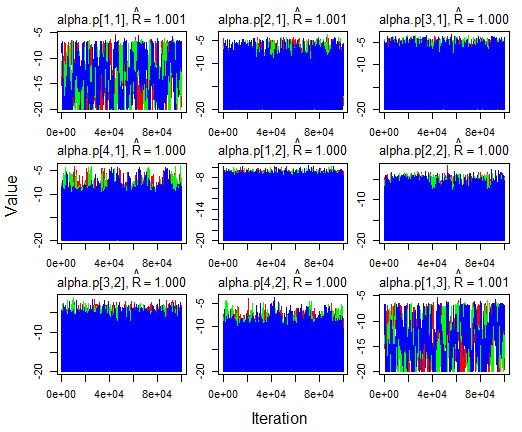 alpha.p[1,1], R̂ = 1.001 alpha.p[2,1], R̂ = 1.001 alpha.p[3,1], R̂ = 1.000
-5 -10 -15 -20 -5 -10 -20 -5 -10 -20
0e+00 4e+04 8e+04 0e+00 4e+04 8e+04 0e+00 4e+04 8e+04
alpha.p[4,1], R̂ = 1.000 alpha.p[1,2], R̂ = 1.000 alpha.p[2,2], R̂ = 1.000
-5 -10 -20 -8 -14 -20 -5 -10 -20
0e+00 4e+04 8e+04 0e+00 4e+04 8e+04 0e+00 4e+04 8e+04
alpha.p[3,2], R̂ = 1.000 alpha.p[4,2], R̂ = 1.000 alpha.p[1,3], R̂ = 1.001
-10 -20 -5 -10 -20 -5 -10 -15 -20
0e+00 4e+04 8e+04 0e+00 4e+04 8e+04 0e+00 4e+04 8e+04
Value
Iteration